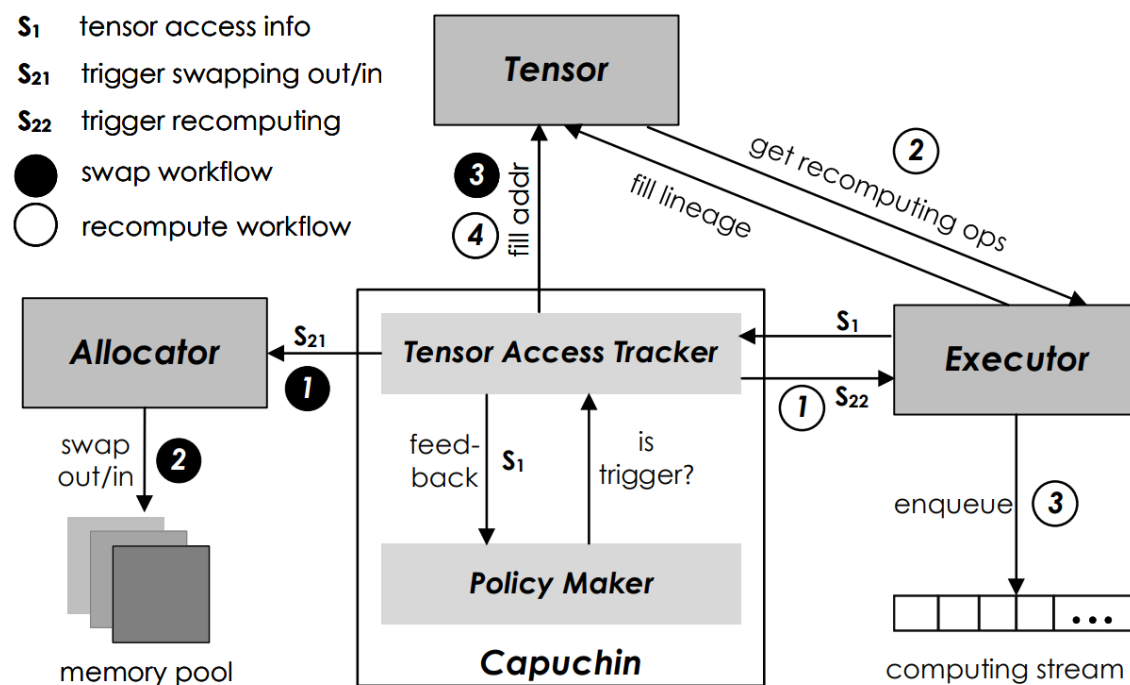 S1 tensor access info
S21 trigger swapping out/in
S22 trigger recomputing
swap workflow
recompute workflow
Tensor
3
4
fill addr
2
get recomputing ops
fill lineage
Allocator
S21
1
Tensor Access Tracker
S1
1
S22
Executor
swap
out/in
2
feed-
back
S1
is
trigger?
enqueue
3
Policy Maker
...
memory pool
Capuchin
computing stream